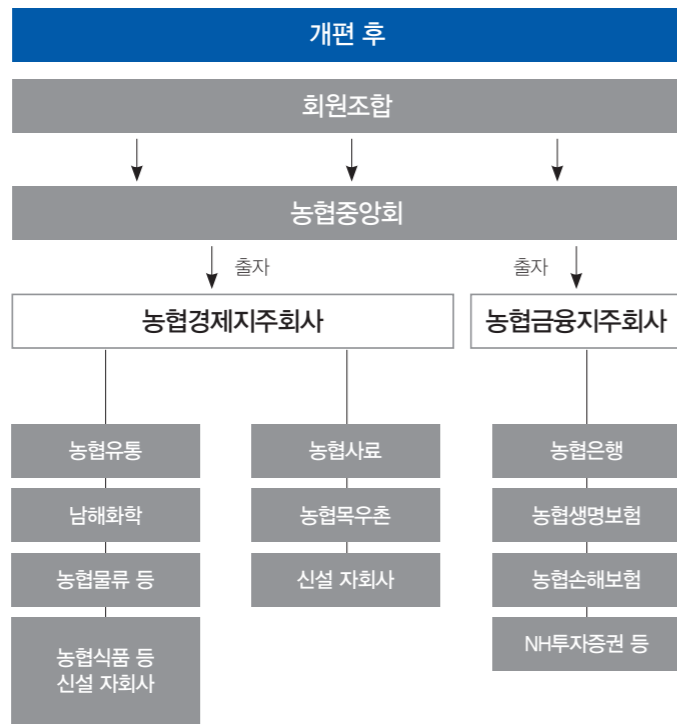 개편 후
회원조합
농협중앙회
출자
출자
농협경제지주회사
농협금융지주회사
농협유통
남해화학
농협물류 등
농협식품 등
신설 자회사
농협사료
농협목우촌
신설 자회사
농협은행
농협생명보험
농협손해보험
NH투자증권 등